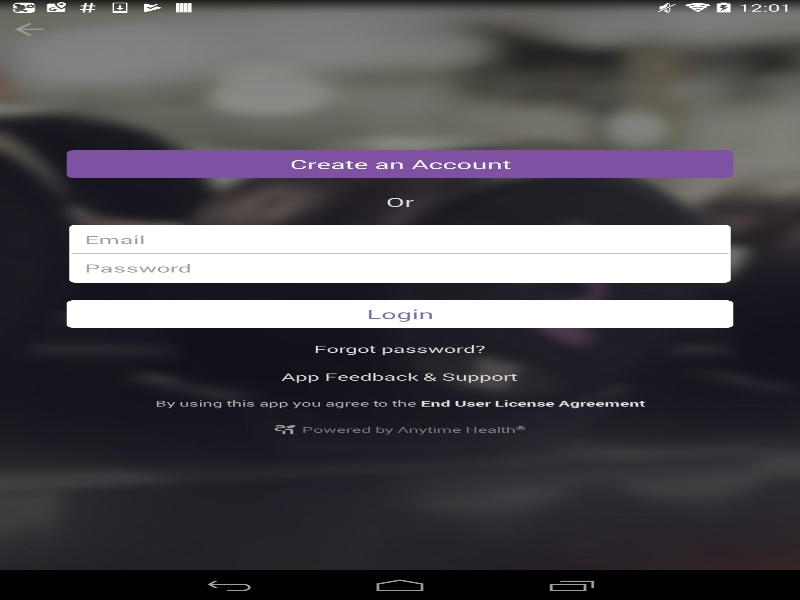 12:01
Create an Account
Or
Email
Password
Login
Forgot password?
App Feedback & Support
By using this app you agree to the End User License Agreement
Powered by Anytime Health®